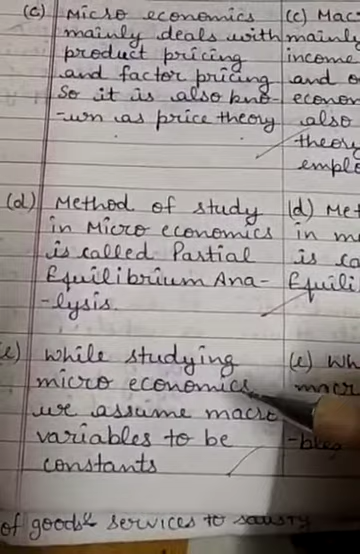 (c) Micro economics
mainly deals with
product pricing
and factor pricing
So it is also kno-
-wn as price theory
(d) Method of study
in Micro economics
is called Partial
Equilibrium Ana-
-lysis.
(e) While studying
micro economics
we assume macro
variables to be
constants
(c) Mac
mainly
income
and o
econom
also
theory
emplo
(d) Met
in m
is ca
Equili
(e) Wh
macr
of goods & services to satisfy